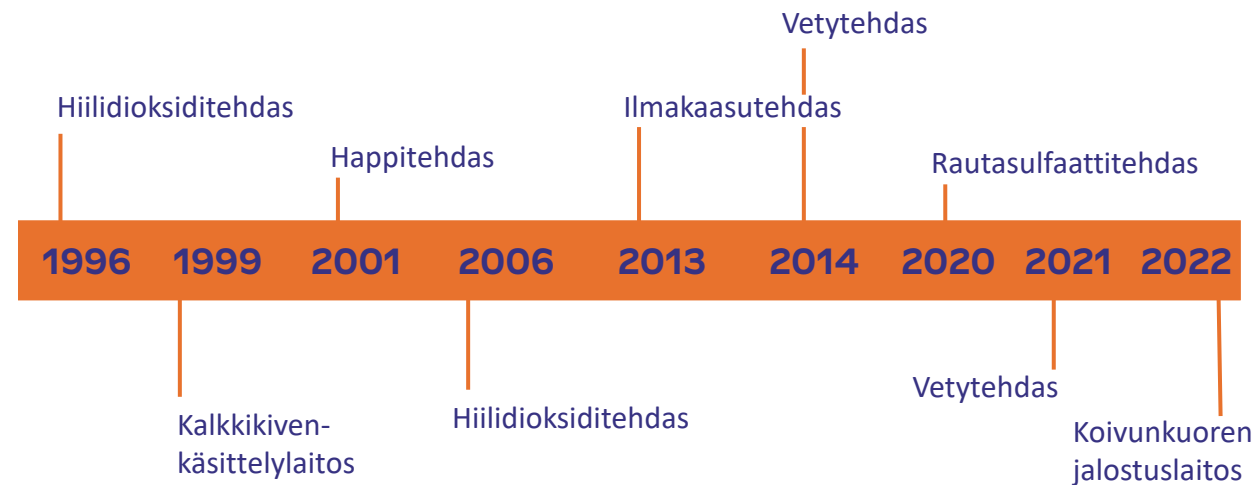 Vetytehdas
Hiilidioksiditehdas
Ilmakaasutehdas
Happitehdas
Rautasulfaattitehdas
1996 1999 2001 2006 2013 2014 2020 2021 2022
Vetytehdas
Kalkkikiven-
käsittelylaitos
Hiilidioksiditehdas
Koivunkuoren
jalostuslaitos